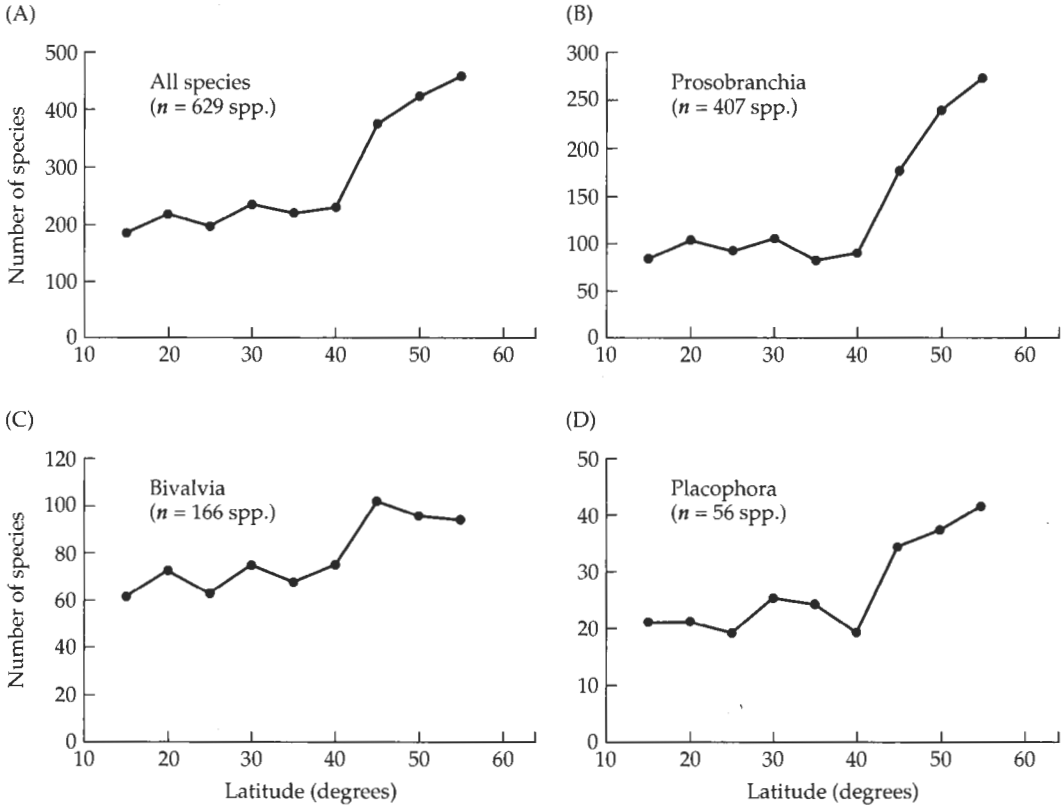 (A)
500
400
300
200
100
0
10 20 30 40 50 60
Number of species
All species
(n = 629 spp.)
(B)
300
250
200
150
100
50
0
10 20 30 40 50 60
Prosobranchia
(n = 407 spp.)
(C)
120
100
80
60
40
20
0
10 20 30 40 50 60
Number of species
Latitude (degrees)
Bivalvia
(n = 166 spp.)
(D)
50
40
30
20
10
0
10 20 30 40 50 60
Latitude (degrees)
Placophora
(n = 56 spp.)